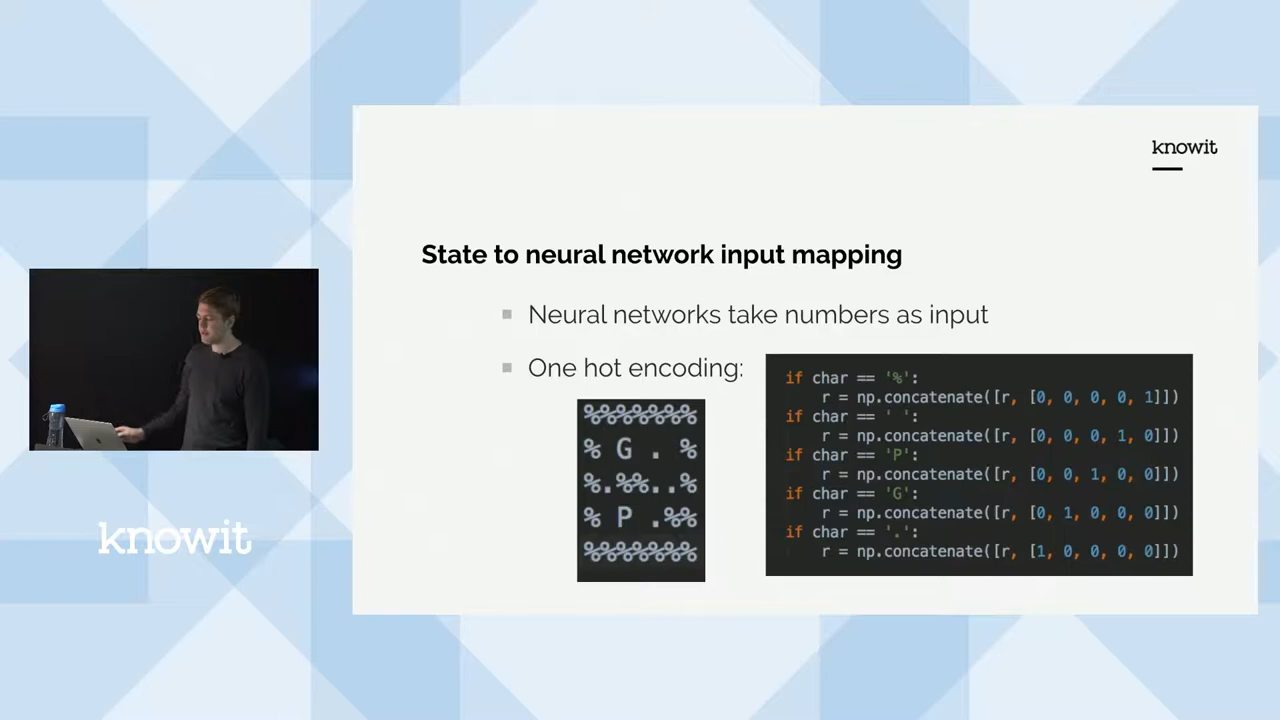 knowit
State to neural network input mapping
Neural networks take numbers as input
One hot encoding:
%%%%%%%
% G . %
%.%%..%
% P .%%
%%%%%%%
if char == '%':
r = np.concatenate([r, [0, 0, 0, 0, 1]])
if char == ' ':
r = np.concatenate([r, [0, 0, 0, 1, 0]])
if char == 'P':
r = np.concatenate([r, [0, 0, 1, 0, 0]])
if char == 'G':
r = np.concatenate([r, [0, 1, 0, 0, 0]])
if char == '.':
r = np.concatenate([r, [1, 0, 0, 0, 0]])
knowit